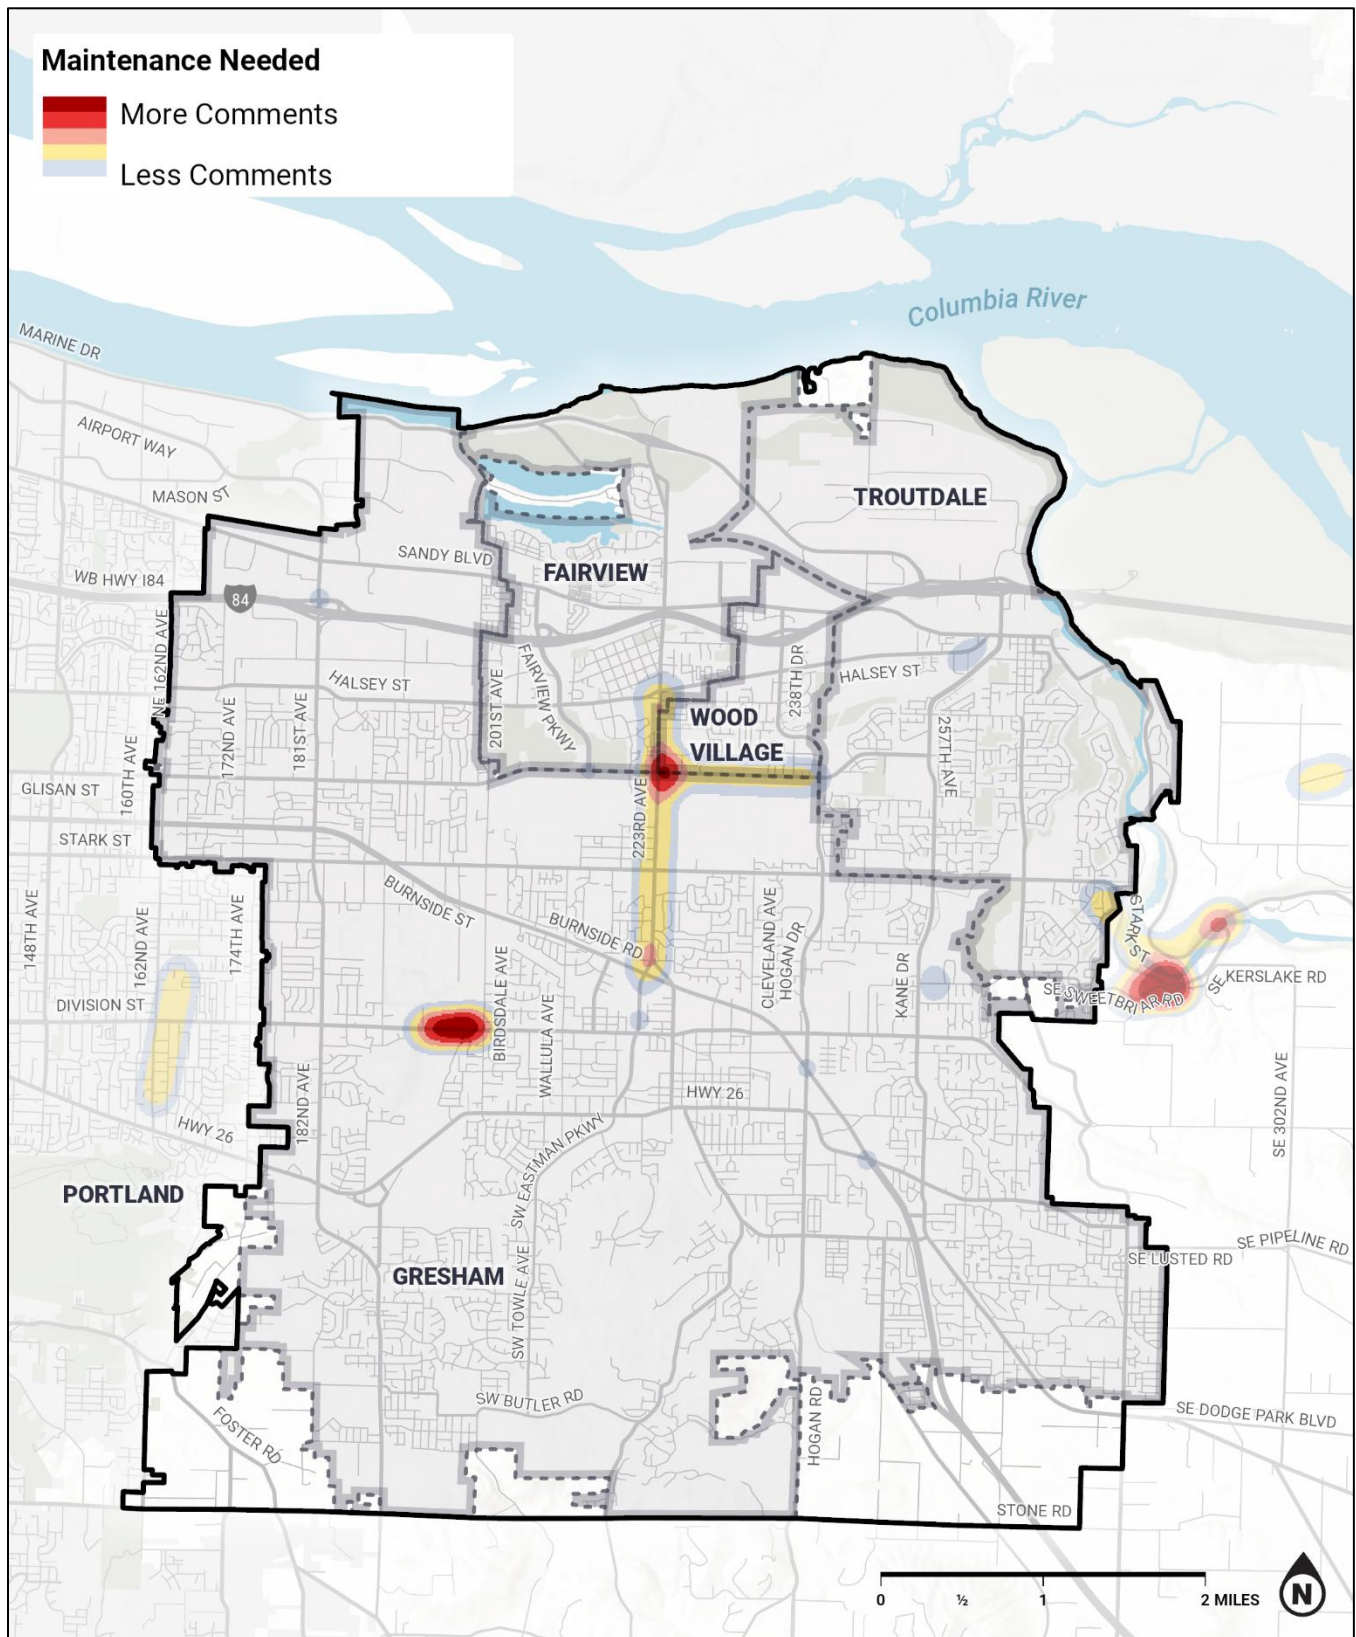 Maintenance Needed
More Comments
Less Comments
Columbia River
MARINE DR
AIRPORT WAY
MASON ST
TROUTDALE
SANDY BLVD
FAIRVIEW
WB HWY I84
84
NE 162ND AVE
HALSEY ST
FAIRVIEW PKWY
201ST AVE
238TH DR
HALSEY ST
172ND AVE
181ST AVE
WOOD
VILLAGE
257TH AVE
160TH AVE
GLISAN ST
223RD AVE
STARK ST
BURNSIDE ST
BURNSIDE RD
CLEVELAND AVE
HOGAN DR
STARK ST
148TH AVE
162ND AVE
174TH AVE
BIRDSDALE AVE
KANE DR
SE KERSLAKE RD
SE SWEETBRIAR RD
DIVISION ST
WALLULA AVE
HWY 26
HWY 26
182ND AVE
SE 302ND AVE
SW EASTMAN PKWY
PORTLAND
SE PIPELINE RD
SE LUSTED RD
GRESHAM
SW TOWLE AVE
SW BUTLER RD
HOGAN RD
SE DODGE PARK BLVD
FOSTER RD
STONE RD
0
½
1
2 MILES
N